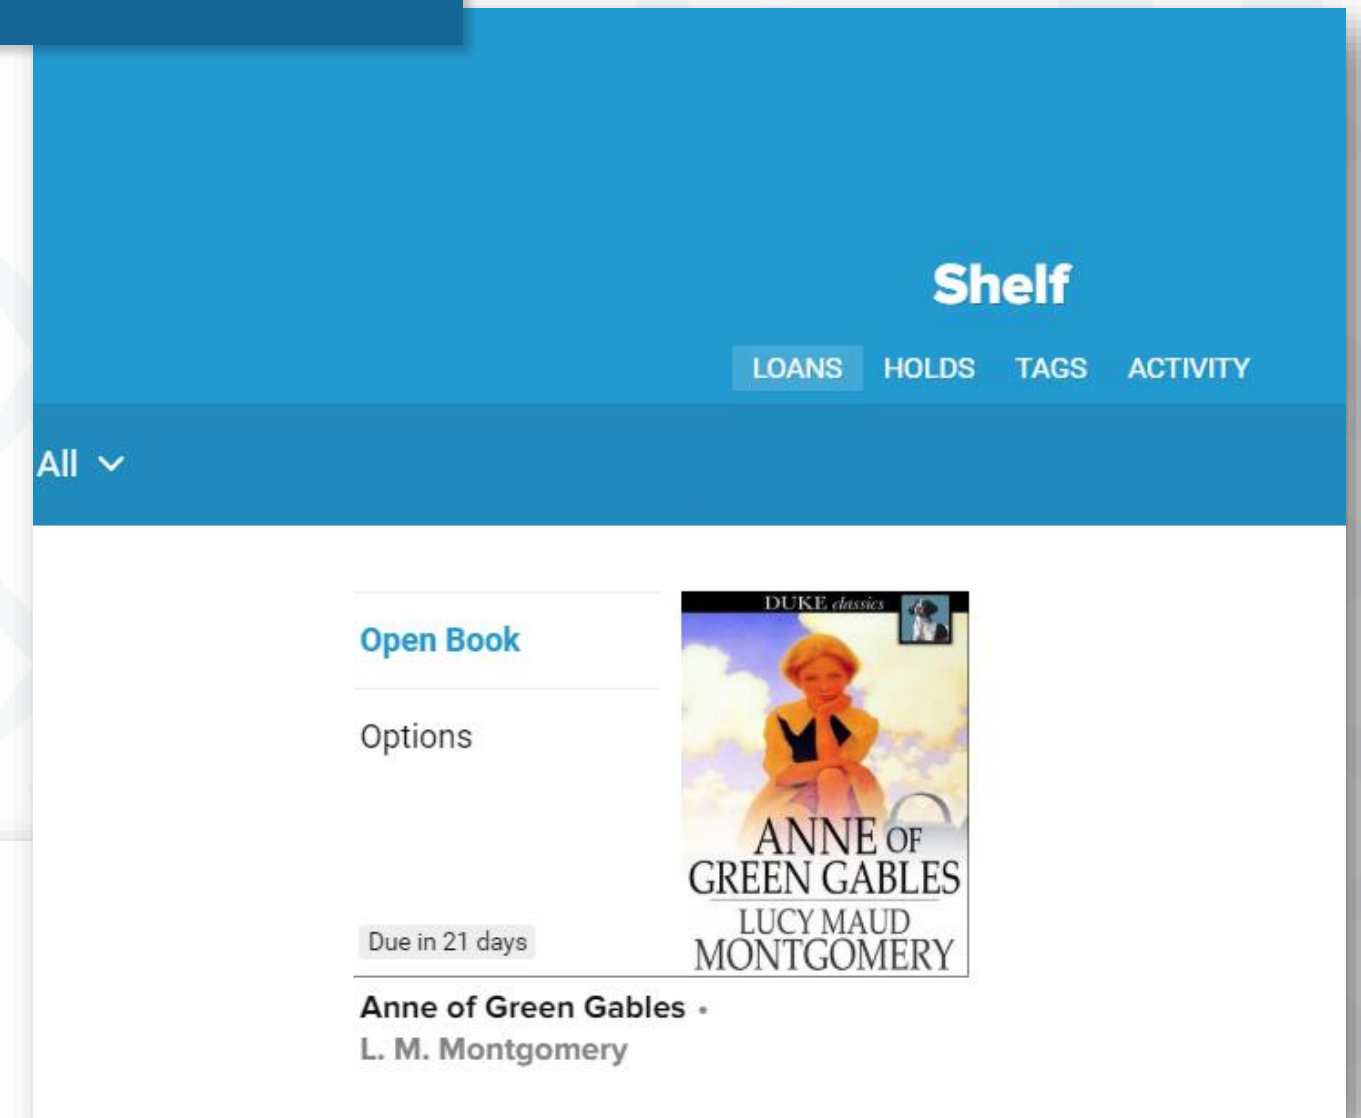 Shelf
LOANS HOLDS TAGS ACTIVITY
All
Open Book
Options
Due in 21 days
DUKE classics
ANNE OF
GREEN GABLES
LUCY MAUD
MONTGOMERY
Anne of Green Gables •
L. M. Montgomery